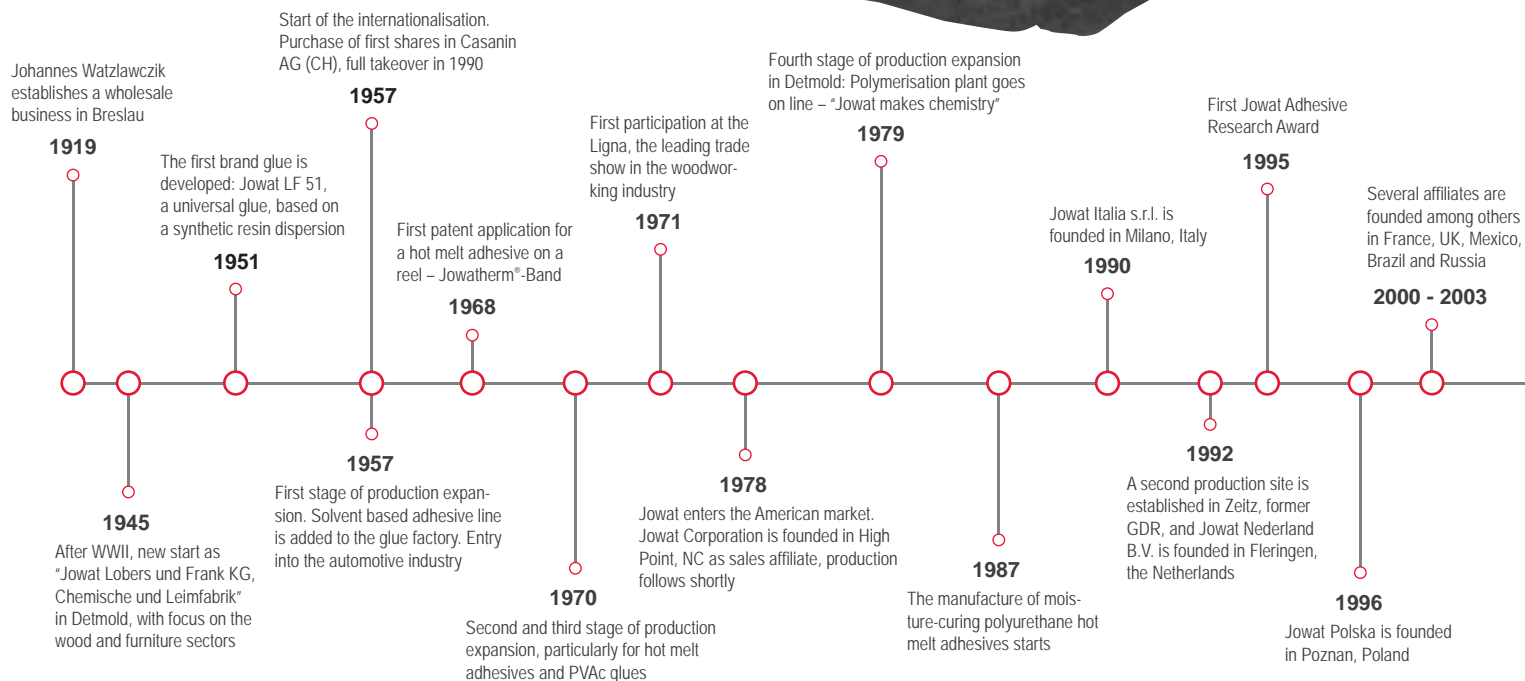 Johannes Watzlawczik
establishes a wholesale
business in Breslau
1919
After WWII, new start as
"Jowat Lobers und Frank KG,
Chemische und Leimfabrik"
in Detmold, with focus on the
wood and furniture sectors
1945
The first brand glue is
developed: Jowat LF 51,
a universal glue, based on
a synthetic resin dispersion
1951
Start of the internationalisation.
Purchase of first shares in Casanin
AG (CH), full takeover in 1990
1957
1957
First stage of production expan-
sion. Solvent based adhesive line
is added to the glue factory. Entry
into the automotive industry
First patent application for
a hot melt adhesive on a
reel – Jowatherm®-Band
1968
1970
Second and third stage of production
expansion, particularly for hot melt
adhesives and PVAc glues
First participation at the
Ligna, the leading trade
show in the woodwor-
king industry
1971
1978
Jowat enters the American market.
Jowat Corporation is founded in High
Point, NC as sales affiliate, production
follows shortly
Fourth stage of production expansion
in Detmold: Polymerisation plant goes
on line – "Jowat makes chemistry"
1979
1987
The manufacture of mois-
ture-curing polyurethane hot
melt adhesives starts
Jowat Italia s.r.l. is
founded in Milano, Italy
1990
1992
A second production site is
established in Zeitz, former
GDR, and Jowat Nederland
B.V. is founded in Fleringen,
the Netherlands
First Jowat Adhesive
Research Award
1995
1996
Jowat Polska is founded
in Poznan, Poland
Several affiliates are
founded among others
in France, UK, Mexico,
Brazil and Russia
2000 - 2003